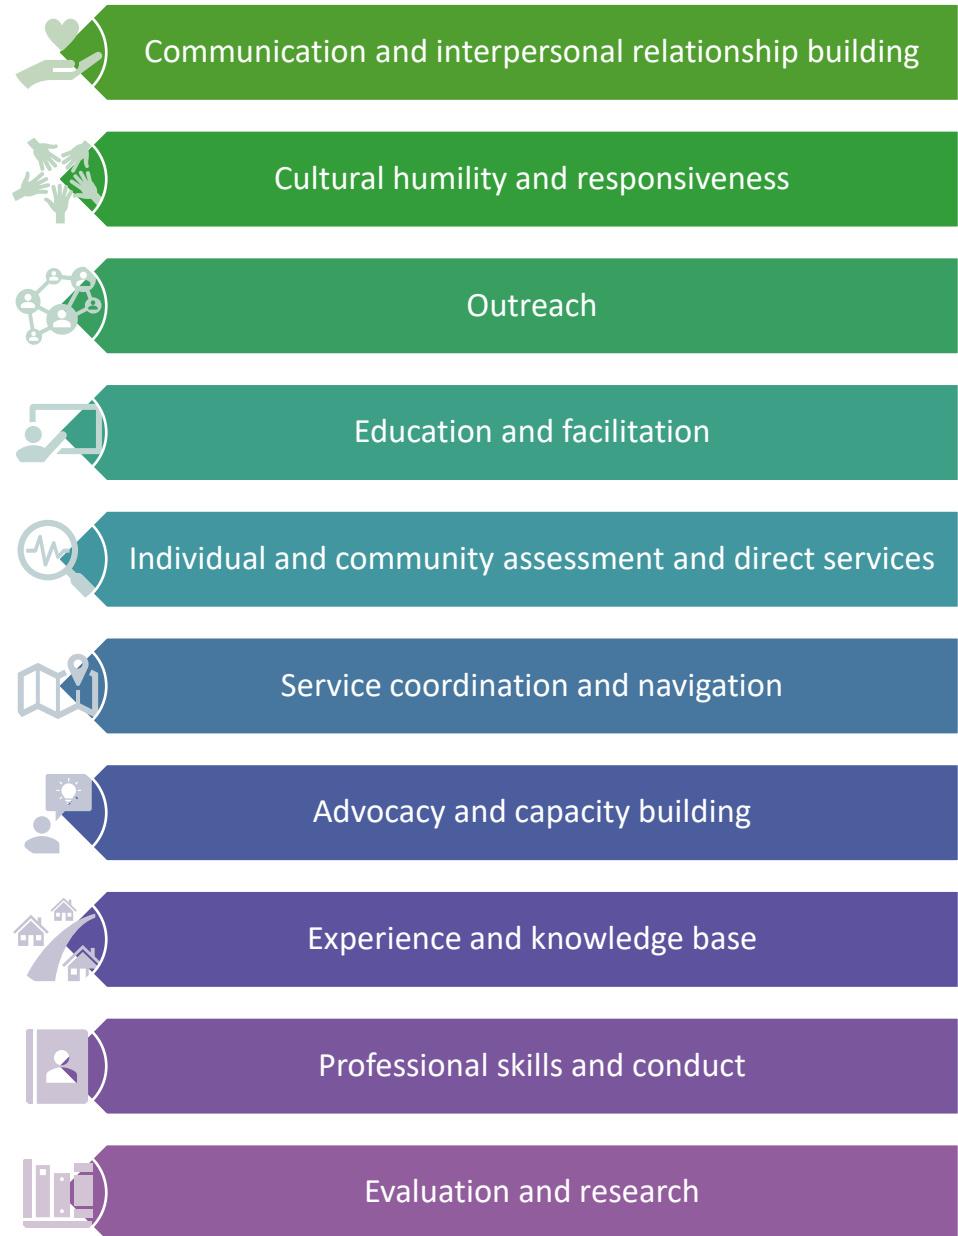 Communication and interpersonal relationship building
Cultural humility and responsiveness
Outreach
Education and facilitation
Individual and community assessment and direct services
Service coordination and navigation
Advocacy and capacity building
Experience and knowledge base
Professional skills and conduct
Evaluation and research